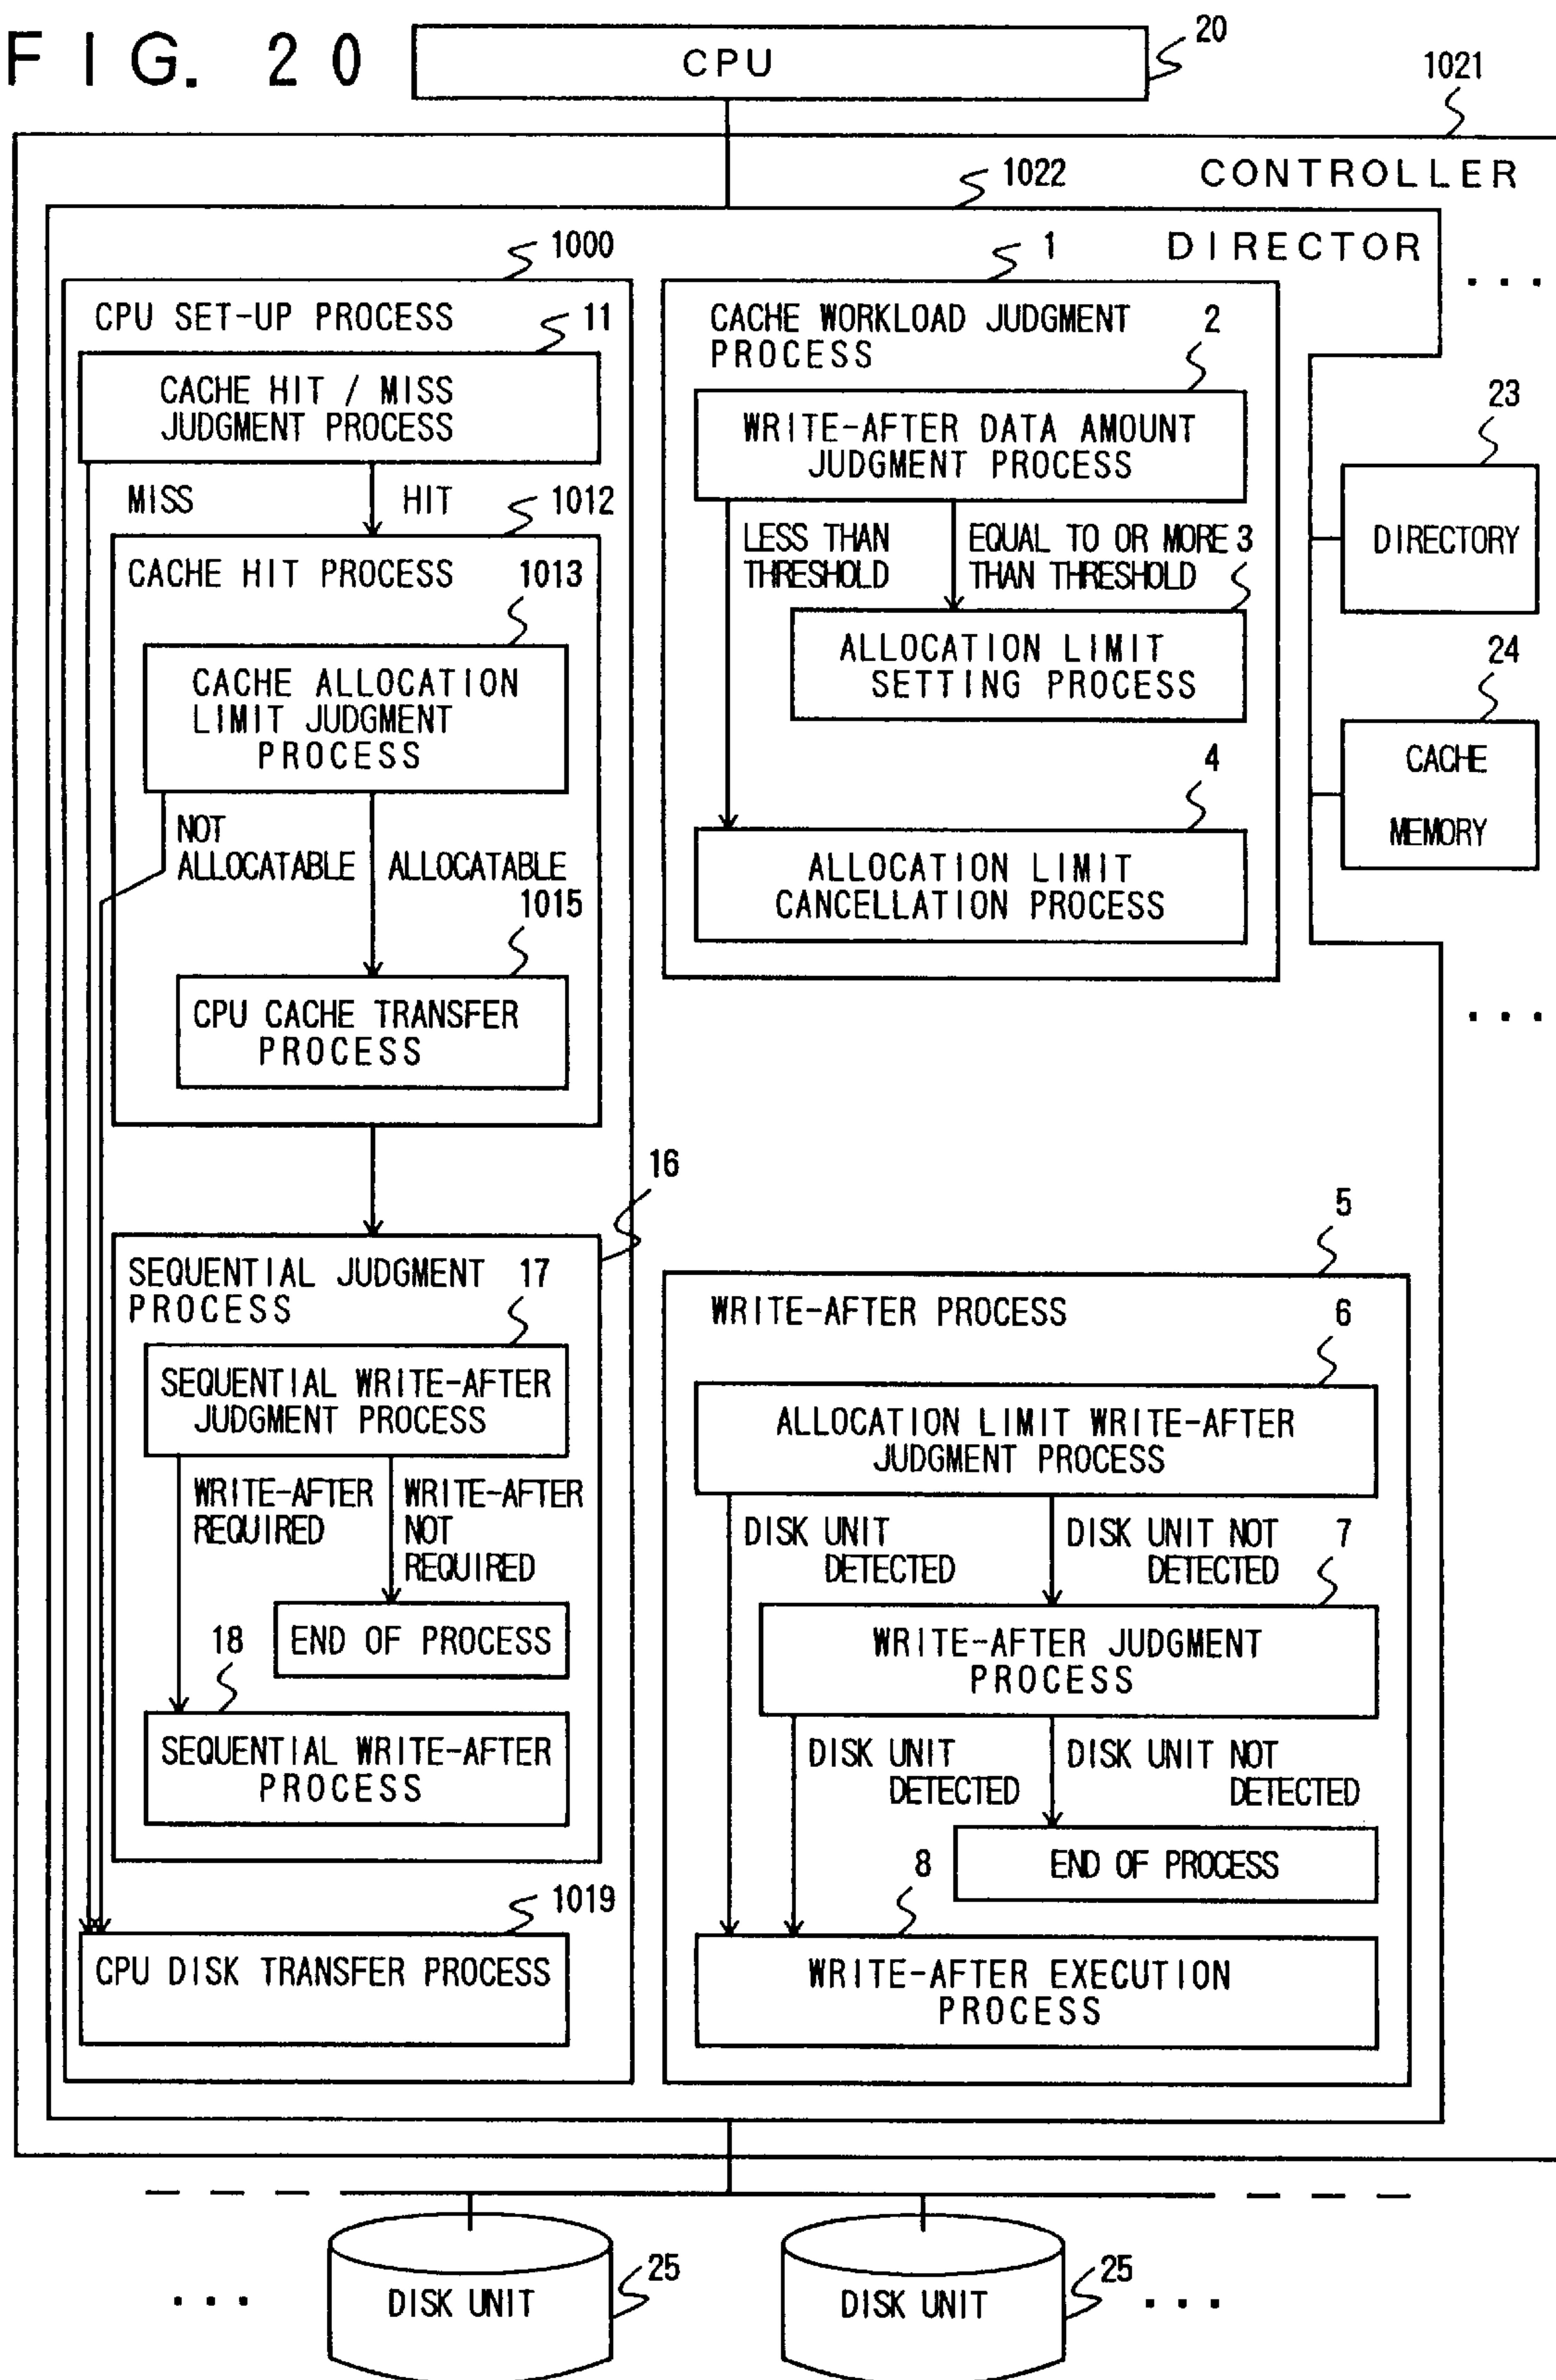 FIG. 20
CPU
20
1021
CONTROLLER
1022
DIRECTOR
1000
CPU SET-UP PROCESS
11
CACHE HIT / MISS
JUDGMENT PROCESS
MISS
HIT
1012
CACHE HIT PROCESS
1013
CACHE ALLOCATION
LIMIT JUDGMENT
PROCESS
NOT
ALLOCATABLE
ALLOCATABLE
1015
CPU CACHE TRANSFER
PROCESS
16
SEQUENTIAL JUDGMENT
PROCESS
17
SEQUENTIAL WRITE-AFTER
JUDGMENT PROCESS
WRITE-AFTER
REQUIRED
WRITE-AFTER
NOT
REQUIRED
END OF PROCESS
18
SEQUENTIAL WRITE-AFTER
PROCESS
1019
CPU DISK TRANSFER PROCESS
1
CACHE WORKLOAD JUDGMENT
PROCESS
2
WRITE-AFTER DATA AMOUNT
JUDGMENT PROCESS
LESS THAN
THRESHOLD
EQUAL TO OR MORE
THAN THRESHOLD
3
ALLOCATION LIMIT
SETTING PROCESS
4
ALLOCATION LIMIT
CANCELLATION PROCESS
...
23
DIRECTORY
24
CACHE
MEMORY
...
5
WRITE-AFTER PROCESS
6
ALLOCATION LIMIT WRITE-AFTER
JUDGMENT PROCESS
DISK UNIT
DETECTED
DISK UNIT NOT
DETECTED
7
WRITE-AFTER JUDGMENT
PROCESS
DISK UNIT
DETECTED
DISK UNIT NOT
DETECTED
END OF PROCESS
8
WRITE-AFTER EXECUTION
PROCESS
...
DISK UNIT
25
DISK UNIT
25
...